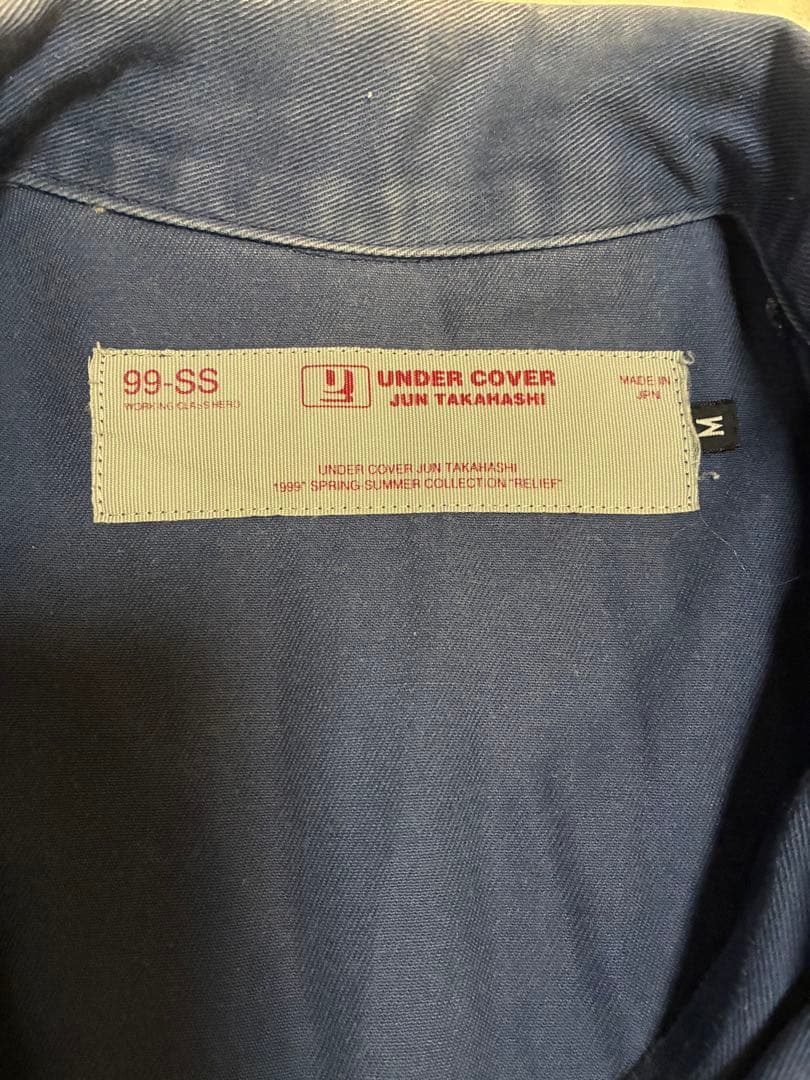 99-SS
WORKING CLASS HERO
UNDER COVER
JUN TAKAHASHI
MADE IN
JPN
M
UNDER COVER JUN TAKAHASHI
1999" SPRING-SUMMER COLLECTION "RELIEF"